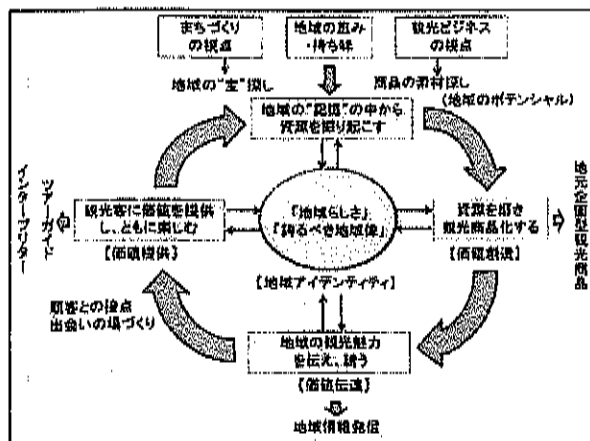 まちづくり
の視点
地域の恵み
・持ち味
観光ビジネス
の視点
地域の“宝”探し
商品の素材探し
(地域のポテンシャル)
地域の“記憶”の中から
資源を掘り起こす
観光客に価値を提供
し、ともに楽しむ
【価値提供】
「地域らしさ」
「誇るべき地域像」
【地域アイデンティティ】
資源を磨き
観光商品化する
【価値創造】
ツアーガイド
インタープリター
地元企画型観光商品
顧客との接点
出会いの場づくり
地域の観光魅力
を伝え、誘う
【価値伝達】
地域情報発信